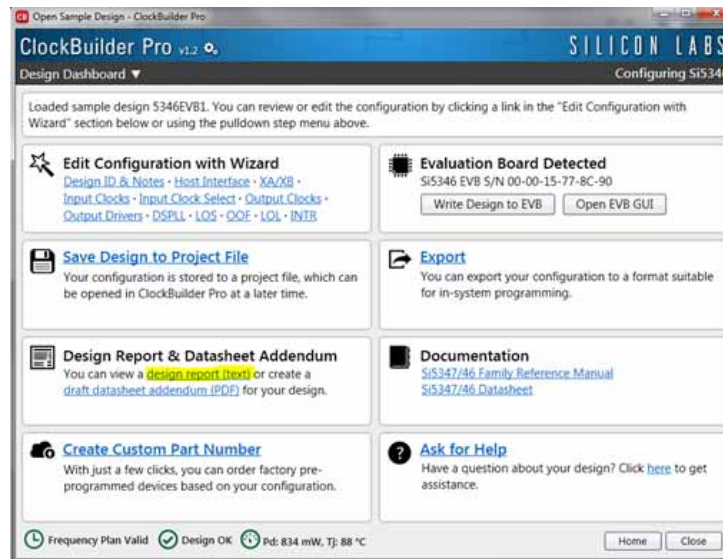 CB Open Sample Design - ClockBuilder Pro
ClockBuilder Pro v1.2
SILICON LABS
Design Dashboard ▼
Configuring Si5346
Loaded sample design 5346EVB1. You can review or edit the configuration by clicking a link in the "Edit Configuration with
Wizard" section below or using the pulldown step menu above.
Edit Configuration with Wizard
Design ID & Notes · Host Interface · XA/XB ·
Input Clocks · Input Clock Select · Output Clocks ·
Output Drivers · DSPLL · LOS · OOF · LOL · INTR
Evaluation Board Detected
Si5346 EVB S/N 00-00-15-77-8C-90
Write Design to EVB
Open EVB GUI
Save Design to Project File
Your configuration is stored to a project file, which can
be opened in ClockBuilder Pro at a later time.
Export
You can export your configuration to a format suitable
for in-system programming.
Design Report & Datasheet Addendum
You can view a design report (text) or create a
draft datasheet addendum (PDF) for your design.
Documentation
Si5347/46 Family Reference Manual
Si5347/46 Datasheet
Create Custom Part Number
With just a few clicks, you can order factory pre-
programmed devices based on your configuration.
? Ask for Help
Have a question about your design? Click here to get
assistance.
Frequency Plan Valid
Design OK
Pd: 834 mW, Tj: 88 °C
Home
Close